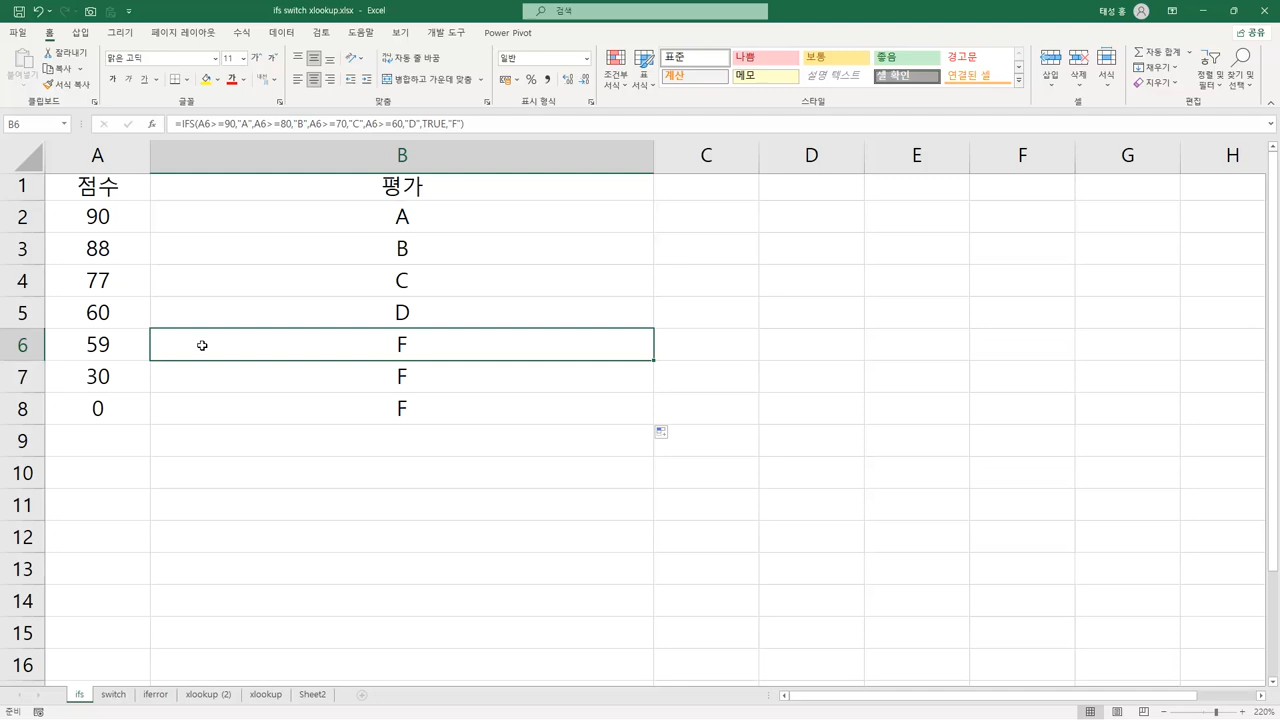 ifs switch xlookup.xlsx - Excel
검색
태성 홍
파일 홈 삽입 그리기 페이지 레이아웃 수식 데이터 검토 보기 개발 도구 도움말 Power Pivot
공유
붙여넣기
잘라내기
복사
서식 복사
클립보드
맑은 고딕 11
가 가 가
글꼴
자동 줄 바꿈
병합하고 가운데 맞춤
맞춤
일반
표시 형식
조건부 서식
표 서식
표준 나쁨 보통 좋음 경고문
계산 메모 설명 텍스트 셀 확인 연결된 셀
스타일
삽입 삭제 서식
셀
자동 합계
채우기
지우기
정렬 및 필터
찾기 및 선택
편집
B6 fx =IFS(A6>=90,"A",A6>=80,"B",A6>=70,"C",A6>=60,"D",TRUE,"F")
A B C D E F G H
1 점수 평가
2 90 A
3 88 B
4 77 C
5 60 D
6 59 F
7 30 F
8 0 F
9
10
11
12
13
14
15
16
ifs switch iferror xlookup (2) xlookup Sheet2
준비 220%